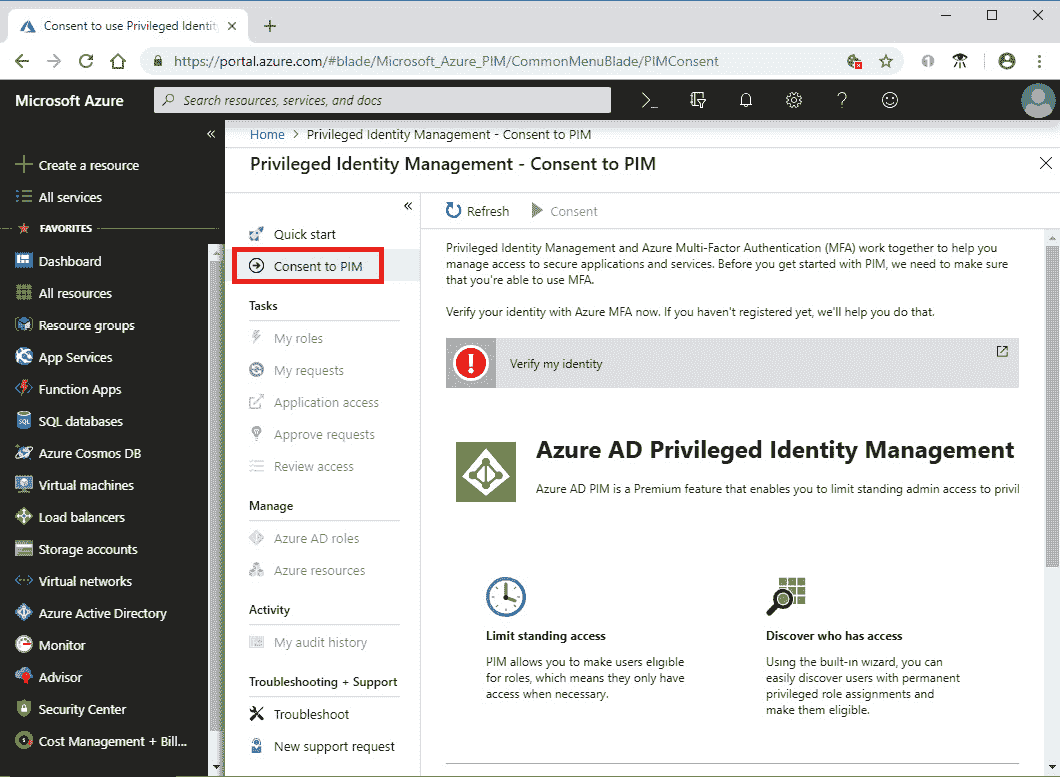 Consent to use Privileged Identit
https://portal.azure.com/#blade/Microsoft_Azure_PIM/CommonMenuBlade/PIMConsent
Microsoft Azure
Search resources, services, and docs
Create a resource
All services
FAVORITES
Dashboard
All resources
Resource groups
App Services
Function Apps
SQL databases
Azure Cosmos DB
Virtual machines
Load balancers
Storage accounts
Virtual networks
Azure Active Directory
Monitor
Advisor
Security Center
Cost Management + Bill...
Home > Privileged Identity Management - Consent to PIM
Privileged Identity Management - Consent to PIM
Quick start
Consent to PIM
Tasks
My roles
My requests
Application access
Approve requests
Review access
Manage
Azure AD roles
Azure resources
Activity
My audit history
Troubleshooting + Support
Troubleshoot
New support request
Refresh
Consent
Privileged Identity Management and Azure Multi-Factor Authentication (MFA) work together to help you
manage access to secure applications and services. Before you get started with PIM, we need to make sure
that you're able to use MFA.
Verify your identity with Azure MFA now. If you haven't registered yet, we'll help you do that.
Verify my identity
Azure AD Privileged Identity Management
Azure AD PIM is a Premium feature that enables you to limit standing admin access to privil
Limit standing access
PIM allows you to make users eligible
for roles, which means they only have
access when necessary.
Discover who has access
Using the built-in wizard, you can
easily discover users with permanent
privileged role assignments and
make them eligible.